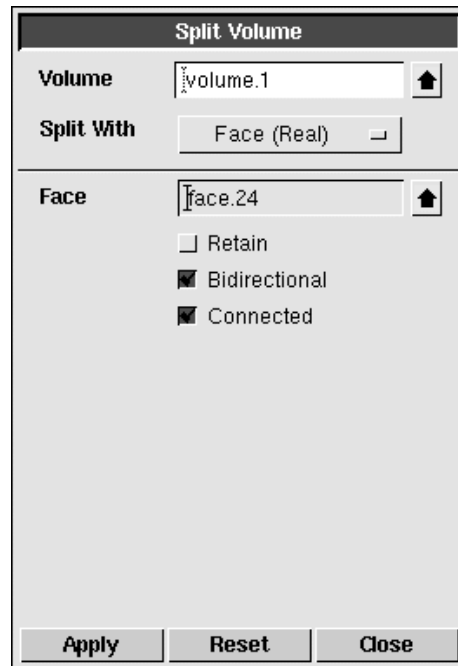 Split Volume
Volume volume.1
Split With Face (Real)
Face face.24
Retain
Bidirectional
Connected
Apply Reset Close